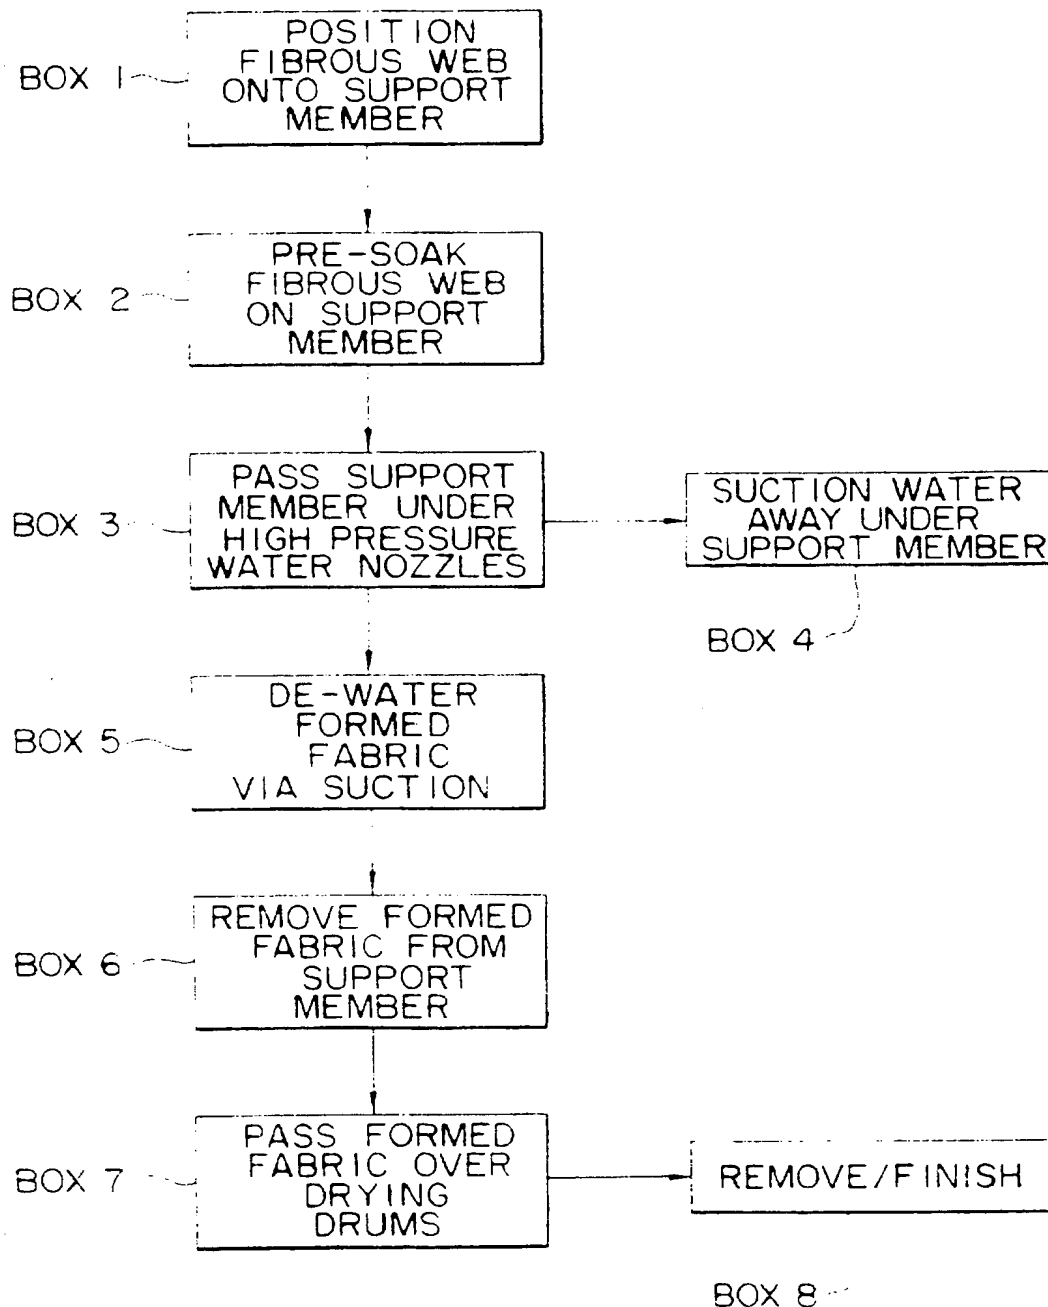 POSITION
FIBROUS WEB
ONTO SUPPORT
MEMBER
BOX 1
PRE-SOAK
FIBROUS WEB
ON SUPPORT
MEMBER
BOX 2
PASS SUPPORT
MEMBER UNDER
HIGH PRESSURE
WATER NOZZLES
BOX 3
SUCTION WATER
AWAY UNDER
SUPPORT MEMBER
BOX 4
DE-WATER
FORMED
FABRIC
VIA SUCTION
BOX 5
REMOVE FORMED
FABRIC FROM
SUPPORT
MEMBER
BOX 6
PASS FORMED
FABRIC OVER
DRYING
DRUMS
BOX 7
REMOVE/FINISH
BOX 8